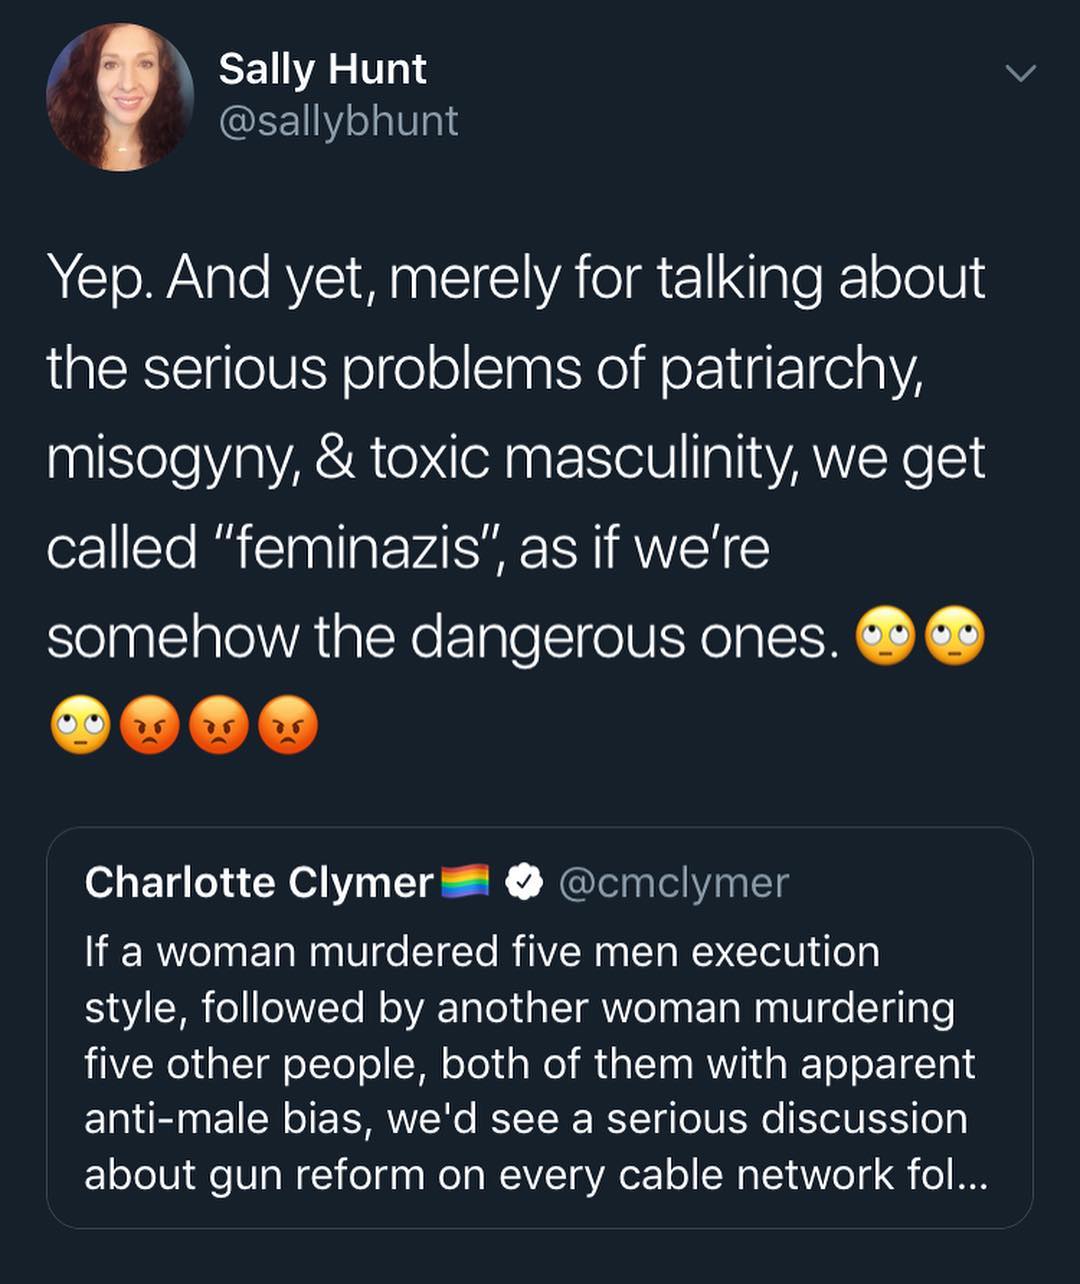 Sally Hunt
@sallybhunt
Yep. And yet, merely for talking about
the serious problems of patriarchy,
misogyny, & toxic masculinity, we get
called “feminazis”, as if we’re
somehow the dangerous ones. 🙄🙄
🙄😡😡😡
Charlotte Clymer🏳️‍🌈 @cmclymer
If a woman murdered five men execution
style, followed by another woman murdering
five other people, both of them with apparent
anti-male bias, we'd see a serious discussion
about gun reform on every cable network fol...